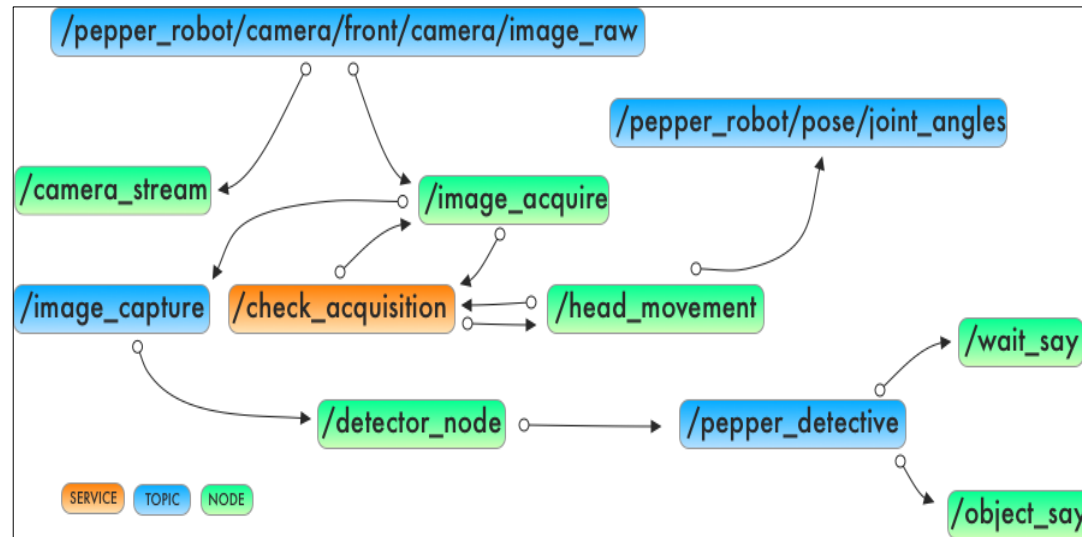 /pepper_robot/camera/front/camera/image_raw
/pepper_robot/pose/joint_angles
/camera_stream
/image_acquire
/image_capture
/check_acquisition
/head_movement
/wait_say
/detector_node
/pepper_detective
/object_say
SERVICE
TOPIC
NODE